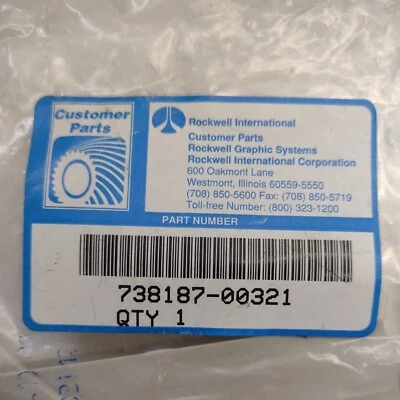 Customer
Parts
Rockwell International
Customer Parts
Rockwell Graphic Systems
Rockwell International Corporation
600 Oakmont Lane
Westmont, Illinois 60559-5550
(708) 850-5600 Fax: (708) 850-5719
Toll-free Number: (800) 323-1200
PART NUMBER
738187-00321
QTY 1